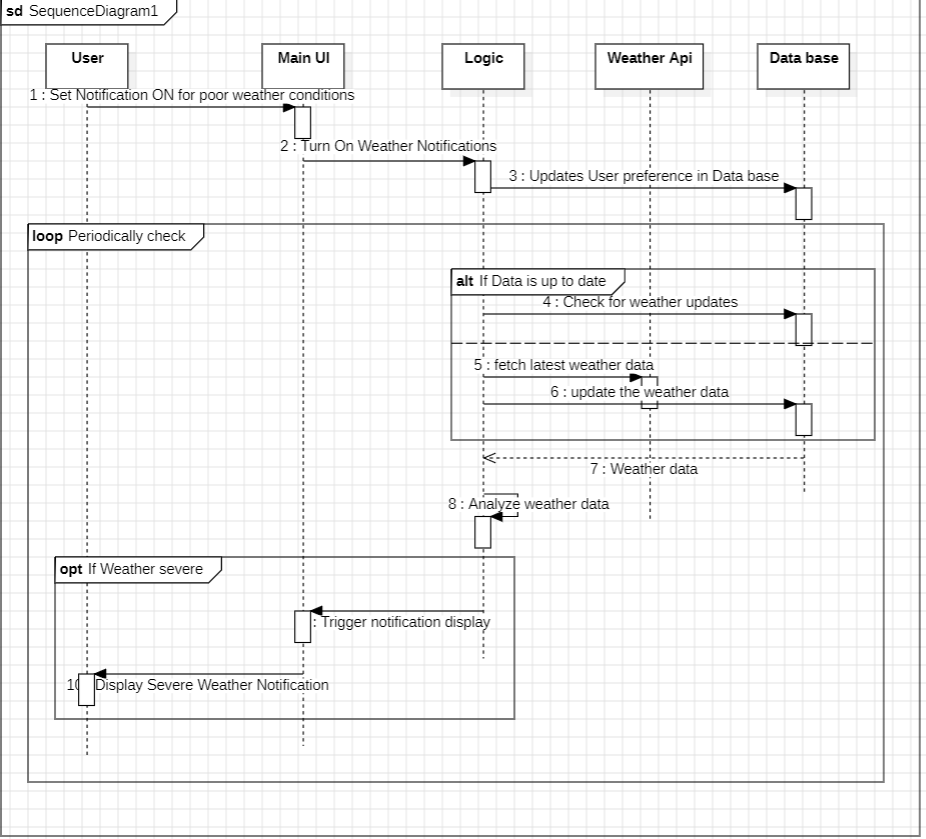 sd SequenceDiagram1
User
Main UI
Logic
Weather Api
Data base
1 : Set Notification ON for poor weather conditions
2 : Turn On Weather Notifications
3 : Updates User preference in Data base
loop Periodically check
alt If Data is up to date
4 : Check for weather updates
5 : fetch latest weather data
6 : update the weather data
7 : Weather data
8 : Analyze weather data
opt If Weather severe
: Trigger notification display
10 Display Severe Weather Notification